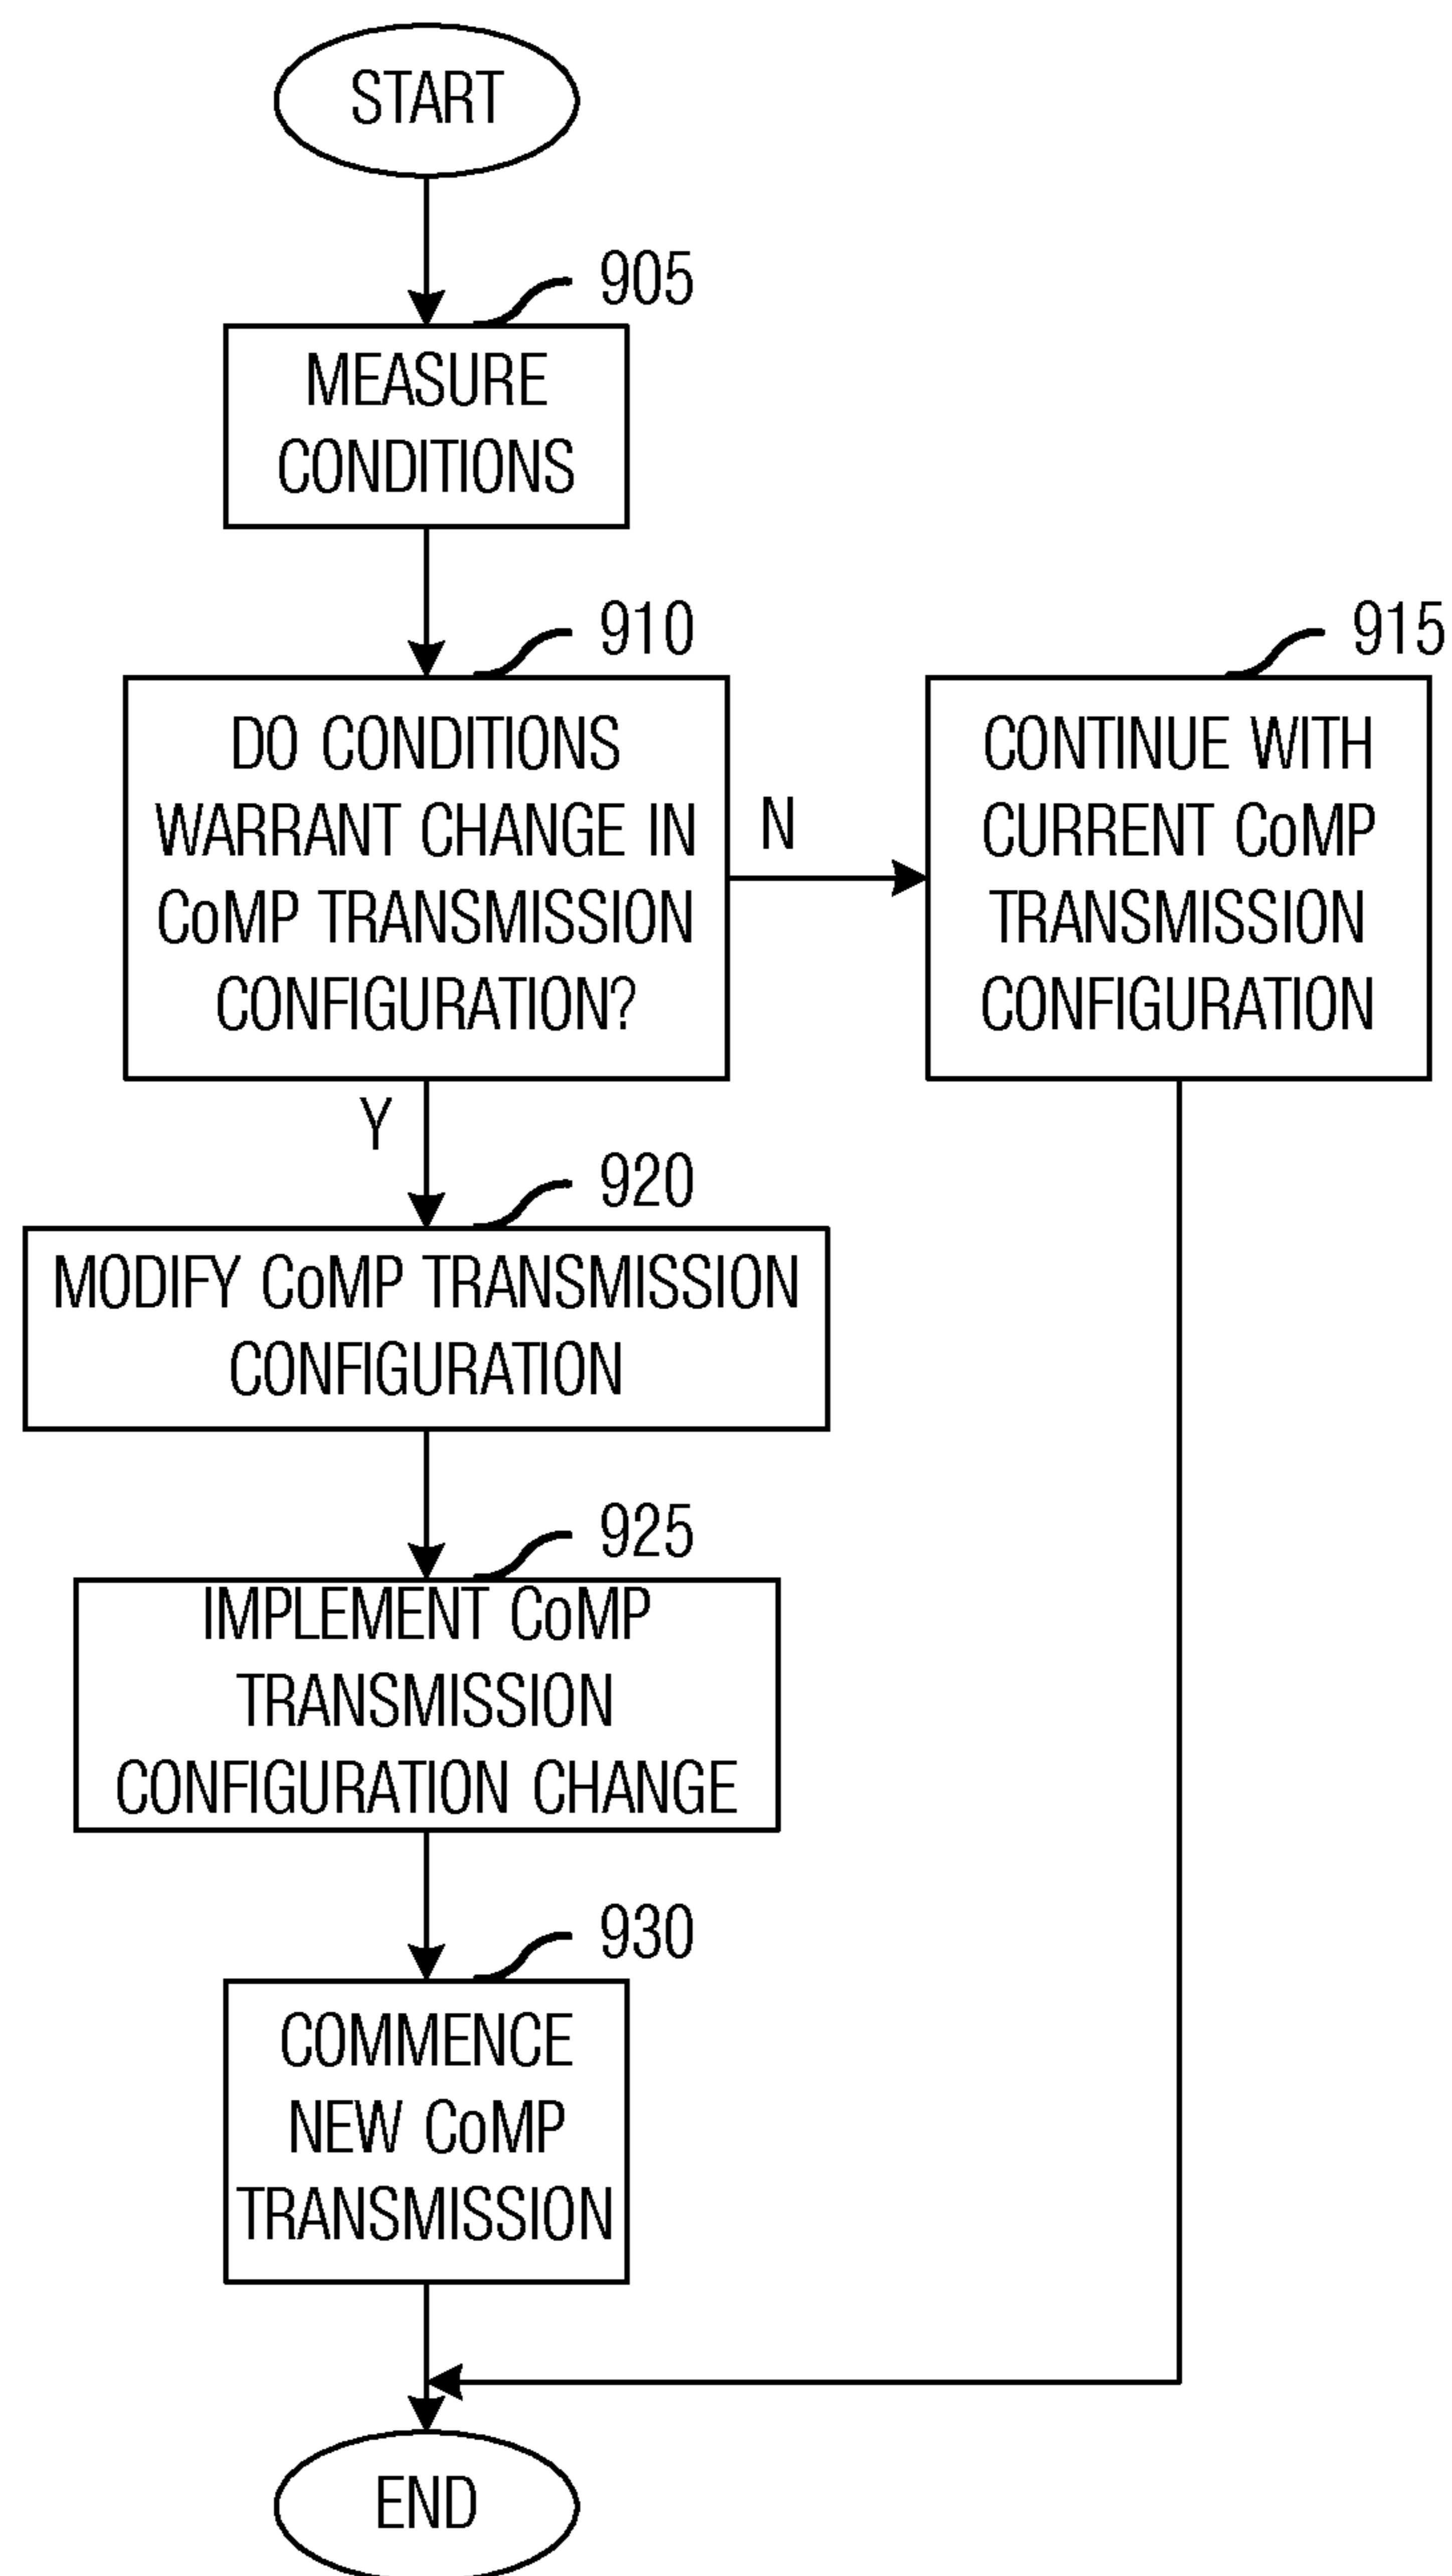 START
905
MEASURE
CONDITIONS
910
DO CONDITIONS
WARRANT CHANGE IN
CoMP TRANSMISSION
CONFIGURATION?
N
915
CONTINUE WITH
CURRENT CoMP
TRANSMISSION
CONFIGURATION
Y
920
MODIFY CoMP TRANSMISSION
CONFIGURATION
925
IMPLEMENT CoMP
TRANSMISSION
CONFIGURATION CHANGE
930
COMMENCE
NEW CoMP
TRANSMISSION
END